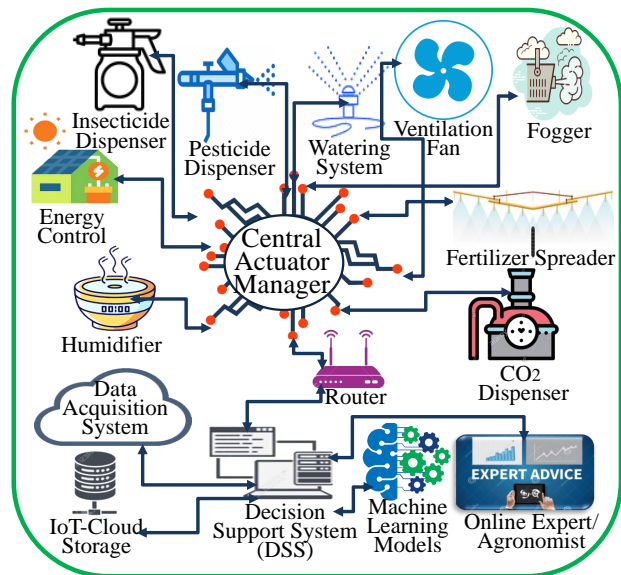 Insecticide
Dispenser
Pesticide
Dispenser
Watering
System
Ventilation
Fan
Fogger
Energy
Control
Central
Actuator
Manager
Fertilizer Spreader
Humidifier
CO2
Dispenser
Router
Data
Acquisition
System
EXPERT ADVICE
IoT-Cloud
Storage
Decision
Support System
(DSS)
Machine
Learning
Models
Online Expert/
Agronomist